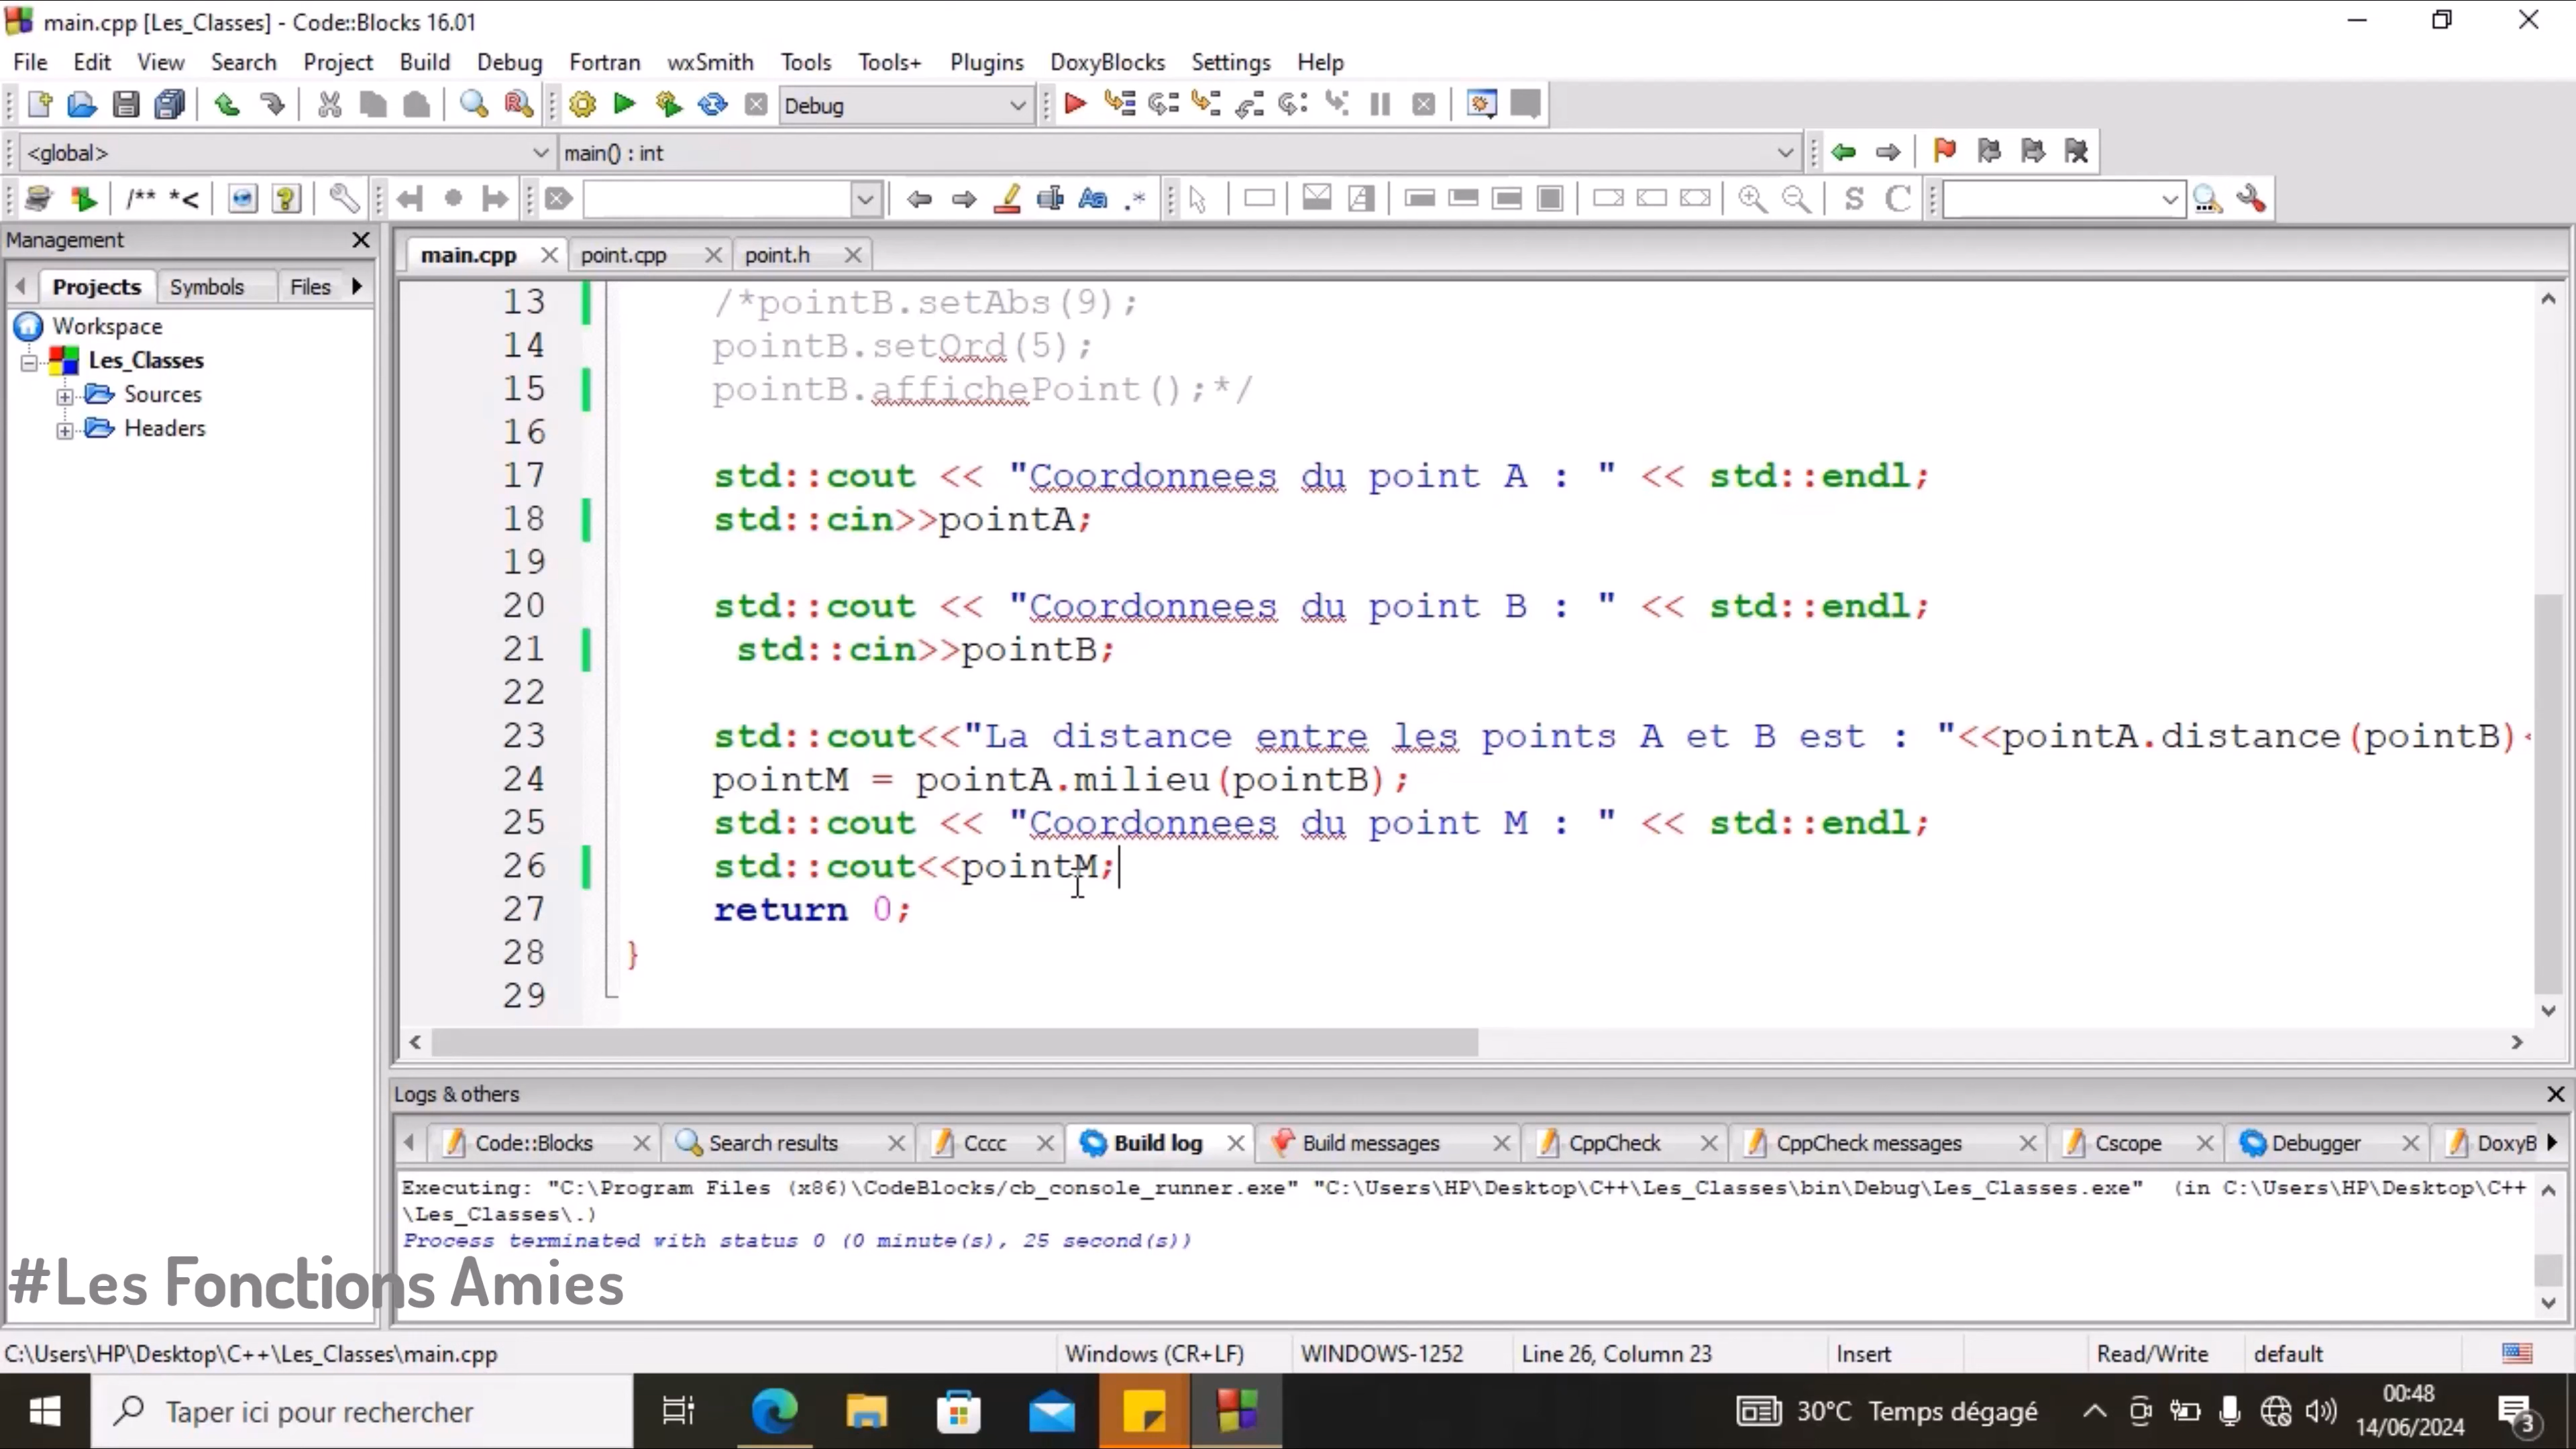 main.cpp [Les_Classes] - Code::Blocks 16.01
File Edit View Search Project Build Debug Fortran wxSmith Tools Tools+ Plugins DoxyBlocks Settings Help
Debug
<global> main() : int
/** *<
S C
Management
main.cpp point.cpp point.h
Projects Symbols Files
Workspace
Les_Classes
Sources
Headers
13 /*pointB.setAbs(9);
14 pointB.setOrd(5);
15 pointB.affichePoint();*/
16
17 std::cout << "Coordonnees du point A : " << std::endl;
18 std::cin>>pointA;
19
20 std::cout << "Coordonnees du point B : " << std::endl;
21 std::cin>>pointB;
22
23 std::cout<<"La distance entre les points A et B est : "<<pointA.distance(pointB)<
24 pointM = pointA.milieu(pointB);
25 std::cout << "Coordonnees du point M : " << std::endl;
26 std::cout<<pointM;
27 return 0;
28 }
29
Logs & others
Code::Blocks Search results Cccc Build log Build messages CppCheck CppCheck messages Cscope Debugger DoxyB
Executing: "C:\Program Files (x86)\CodeBlocks/cb_console_runner.exe" "C:\Users\HP\Desktop\C++\Les_Classes\bin\Debug\Les_Classes.exe" (in C:\Users\HP\Desktop\C++
\Les_Classes\.)
Process terminated with status 0 (0 minute(s), 25 second(s))
#Les Fonctions Amies
C:\Users\HP\Desktop\C++\Les_Classes\main.cpp Windows (CR+LF) WINDOWS-1252 Line 26, Column 23 Insert Read/Write default
Taper ici pour rechercher
30°C Temps dégagé
00:48
14/06/2024
3